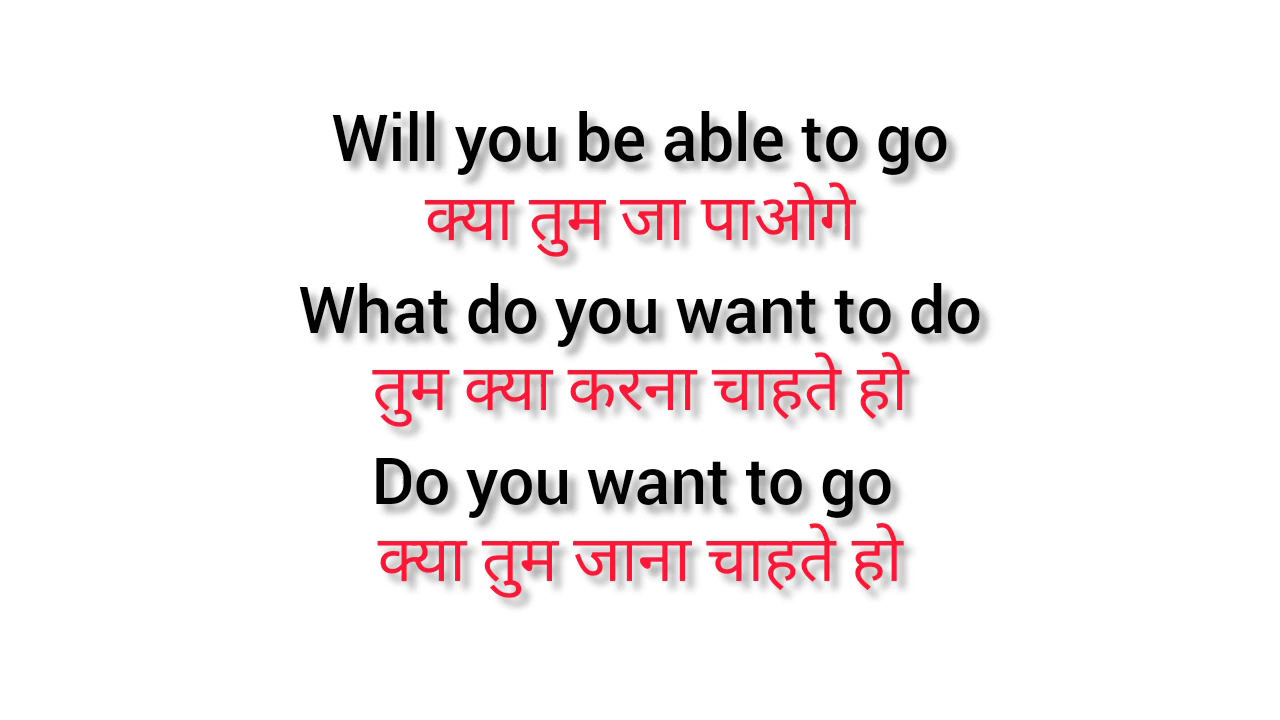 Will you be able to go
क्या तुम जा पाओगे
What do you want to do
तुम क्या करना चाहते हो
Do you want to go
क्या तुम जाना चाहते हो